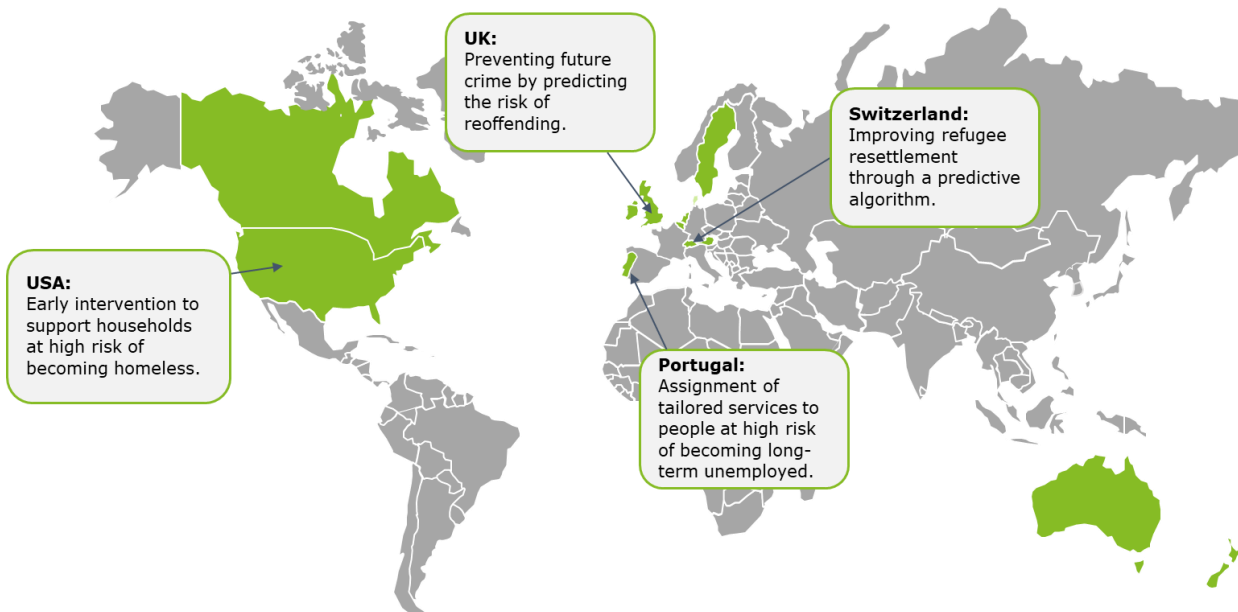 UK:
Preventing future
crime by predicting
the risk of
reoffending.
Switzerland:
Improving refugee
resettlement
through a predictive
algorithm.
USA:
Early intervention to
support households
at high risk of
becoming homeless.
Portugal:
Assignment of
tailored services to
people at high risk
of becoming long-
term unemployed.